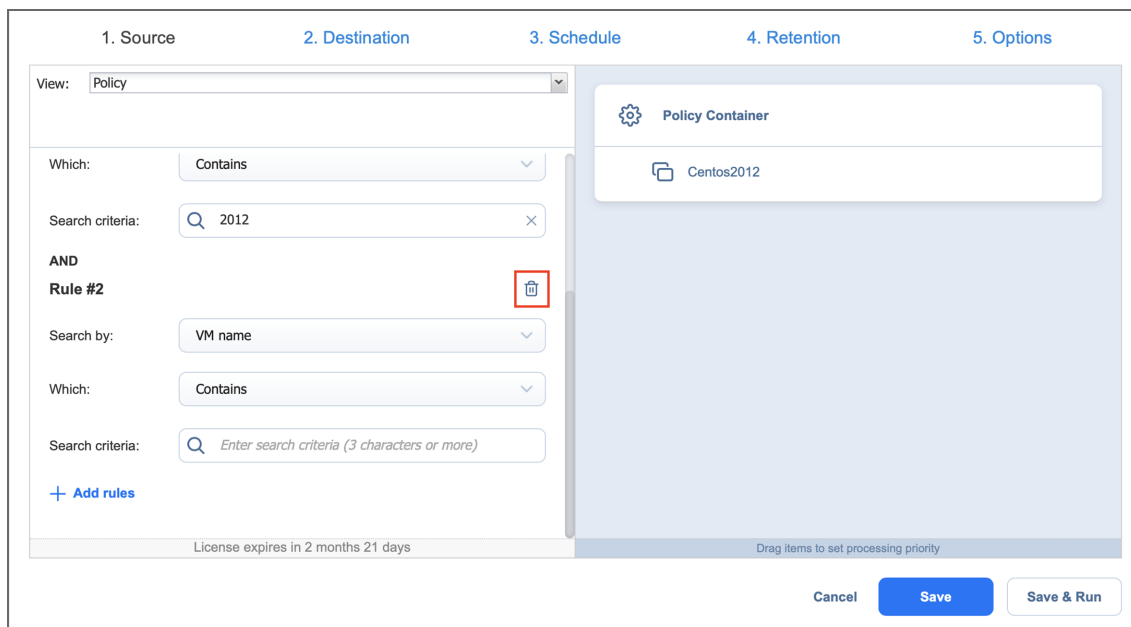 1. Source 2. Destination 3. Schedule 4. Retention 5. Options
View: Policy
Policy Container
Which: Contains
Centos2012
Search criteria: 2012
AND
Rule #2
Search by: VM name
Which: Contains
Search criteria: Enter search criteria (3 characters or more)
Add rules
License expires in 2 months 21 days
Drag items to set processing priority
Cancel Save Save & Run